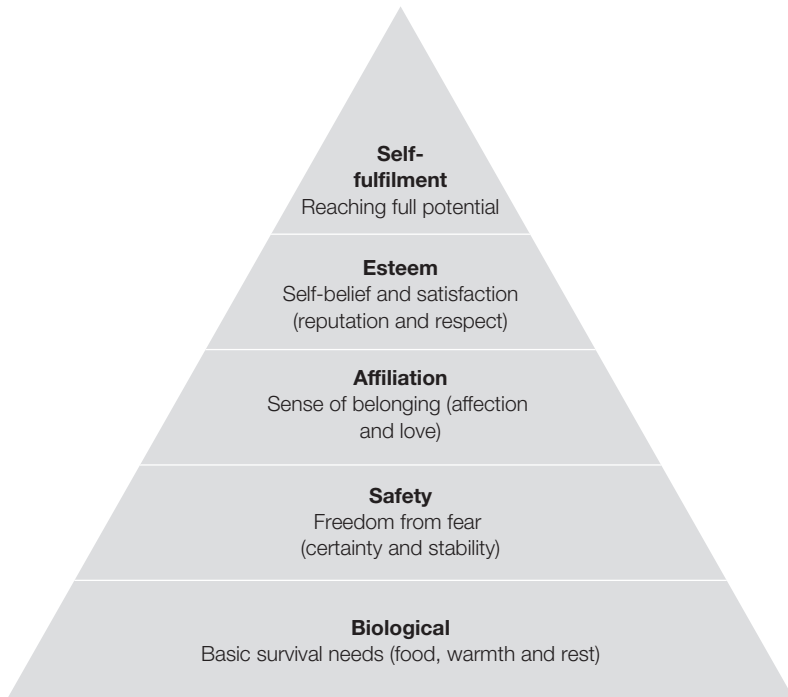 Self-
fulfilment
Reaching full potential
Esteem
Self-belief and satisfaction
(reputation and respect)
Affiliation
Sense of belonging (affection
and love)
Safety
Freedom from fear
(certainty and stability)
Biological
Basic survival needs (food, warmth and rest)